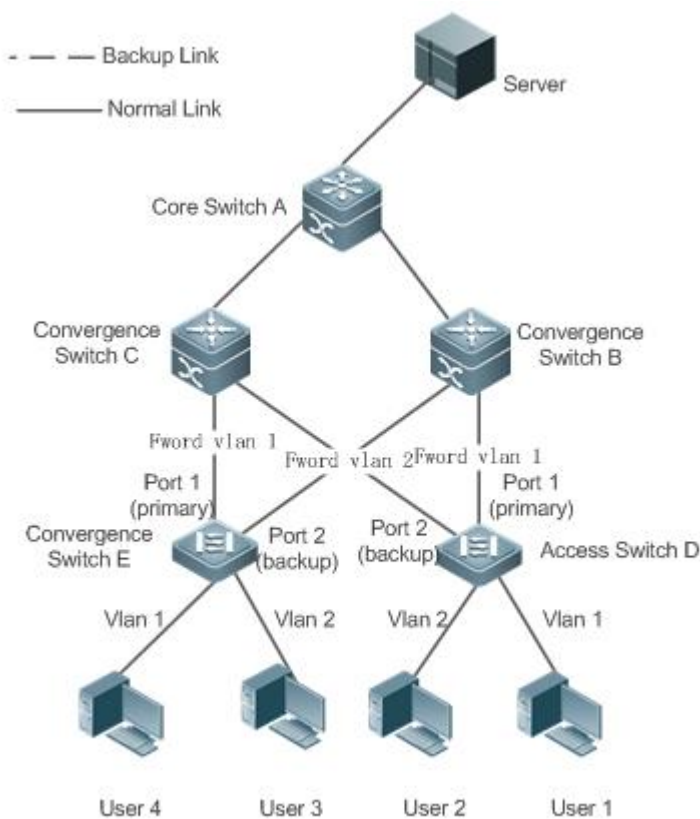 Backup Link
Normal Link
Server
Core Switch A
Convergence
Switch C
Convergence
Switch B
Fword vlan 1
Fword vlan 2
Fword vlan 1
Port 1
(primary)
Port 1
(primary)
Convergence
Switch E
Port 2
(backup)
Port 2
(backup)
Access Switch D
Vlan 1
Vlan 2
Vlan 2
Vlan 1
User 4
User 3
User 2
User 1